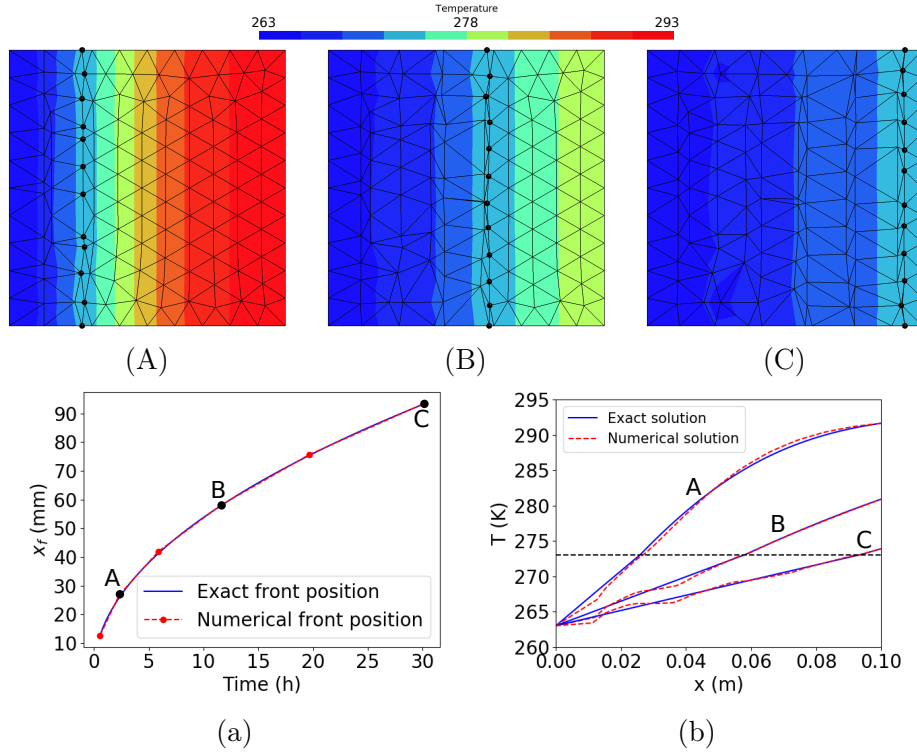 Temperature
263 278 293
(A) (B) (C)
90
80
70
60
50
40
30
20
10
x_f (mm)
A
B
C
Exact front position
Numerical front position
0 5 10 15 20 25 30
Time (h)
(a)
295
290
285
280
275
270
265
260
T (K)
Exact solution
Numerical solution
A
B
C
0.00 0.02 0.04 0.06 0.08 0.10
x (m)
(b)